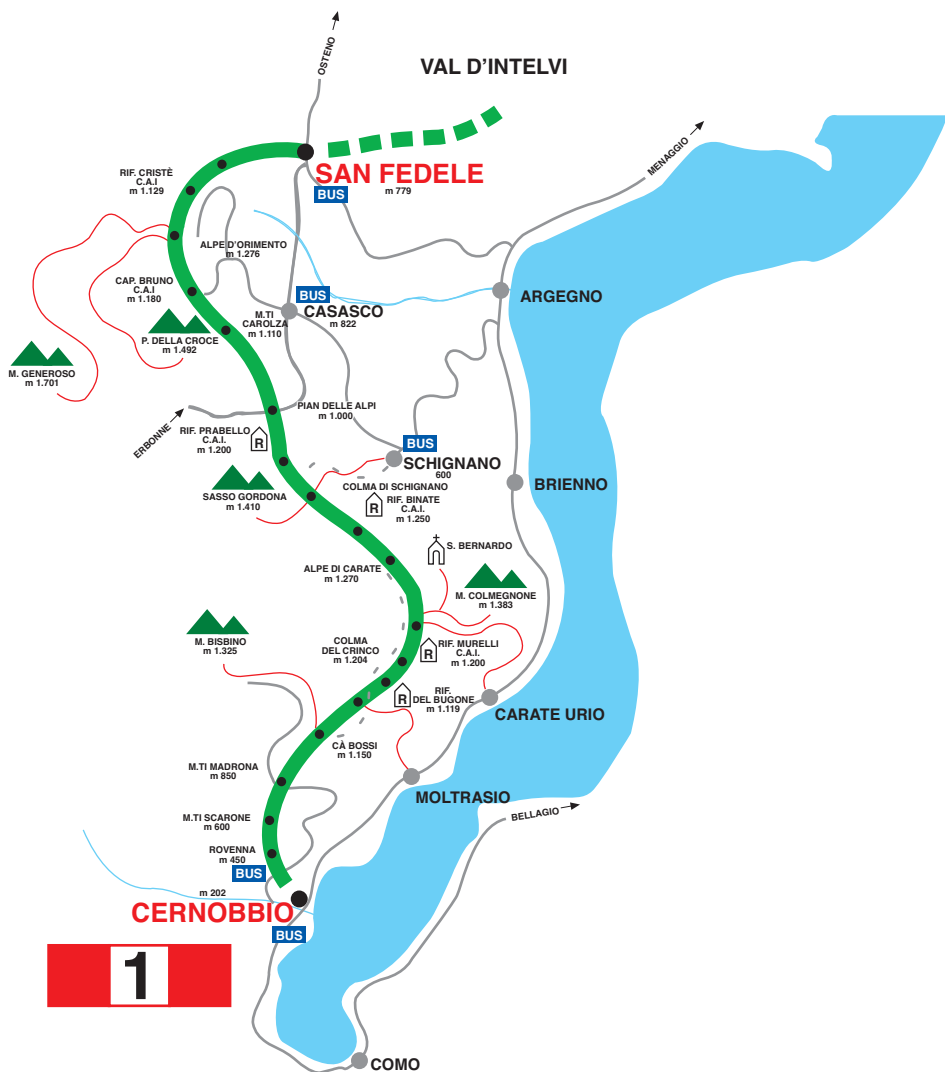 OSTENO
VAL D'INTELVI
MENAGGIO
RIF. CRISTÈ
C.A.I
m 1.129
SAN FEDELE
m 779
BUS
ALPE D'ORIMENTO
m 1.276
CAP. BRUNO
C.A.I
m 1.180
BUS
CASASCO
m 822
ARGEGNO
M.TI
CAROLZA
m 1.110
P. DELLA CROCE
m 1.492
M. GENEROSO
m 1.701
PIAN DELLE ALPI
m 1.000
ERBONNE
RIF. PRABELLO
C.A.I.
m 1.200
R
BUS
SCHIGNANO
600
BRIENNO
SASSO GORDONA
m 1.410
COLMA DI SCHIGNANO
R
RIF. BINATE
C.A.I.
m 1.250
S. BERNARDO
ALPE DI CARATE
m 1.270
M. COLMEGNONE
m 1.383
M. BISBINO
m 1.325
COLMA
DEL CRINCO
m 1.204
R
RIF. MURELLI
C.A.I.
m 1.200
R
RIF.
DEL BUGONE
m 1.119
CARATE URIO
CÀ BOSSI
m 1.150
M.TI MADRONA
m 850
MOLTRASIO
BELLAGIO
M.TI SCARONE
m 600
ROVENNA
m 450
BUS
m 202
CERNOBBIO
BUS
1
COMO